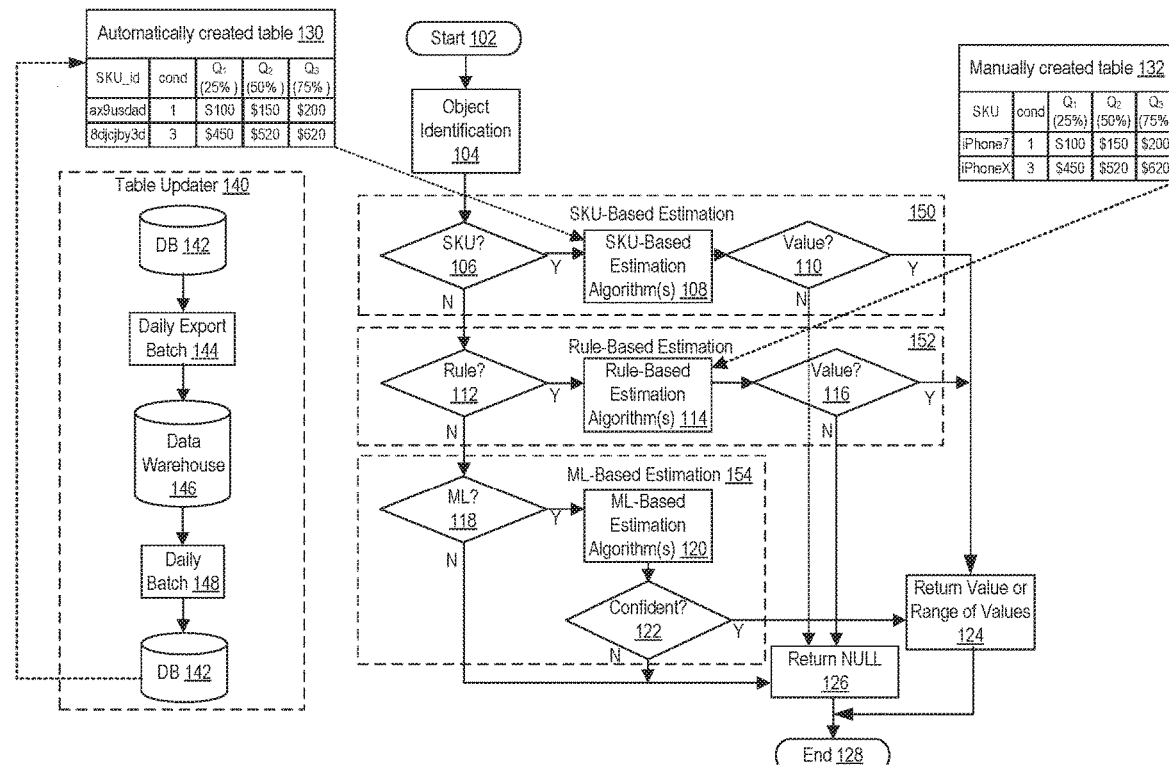 Automatically created table 130
SKU_id cond Q1 (25%) Q2 (50%) Q3 (75%)
ax9usdad 1 $100 $150 $200
8djcjby3d 3 $450 $520 $620
Start 102
Object
Identification
104
Manually created table 132
SKU cond Q1 (25%) Q2 (50%) Q3 (75%)
iPhone7 1 $100 $150 $200
iPhoneX 3 $450 $520 $620
Table Updater 140
DB 142
Daily Export
Batch 144
Data
Warehouse
146
Daily
Batch 148
DB 142
SKU-Based Estimation
150
SKU?
106
Y
N
SKU-Based
Estimation
Algorithm(s) 108
Value?
110
Y
N
Rule-Based Estimation
152
Rule?
112
Y
N
Rule-Based
Estimation
Algorithm(s) 114
Value?
116
Y
N
ML-Based Estimation 154
ML?
118
Y
N
ML-Based
Estimation
Algorithm(s) 120
Confident?
122
Y
N
Return Value or
Range of Values
124
Return NULL
126
End 128